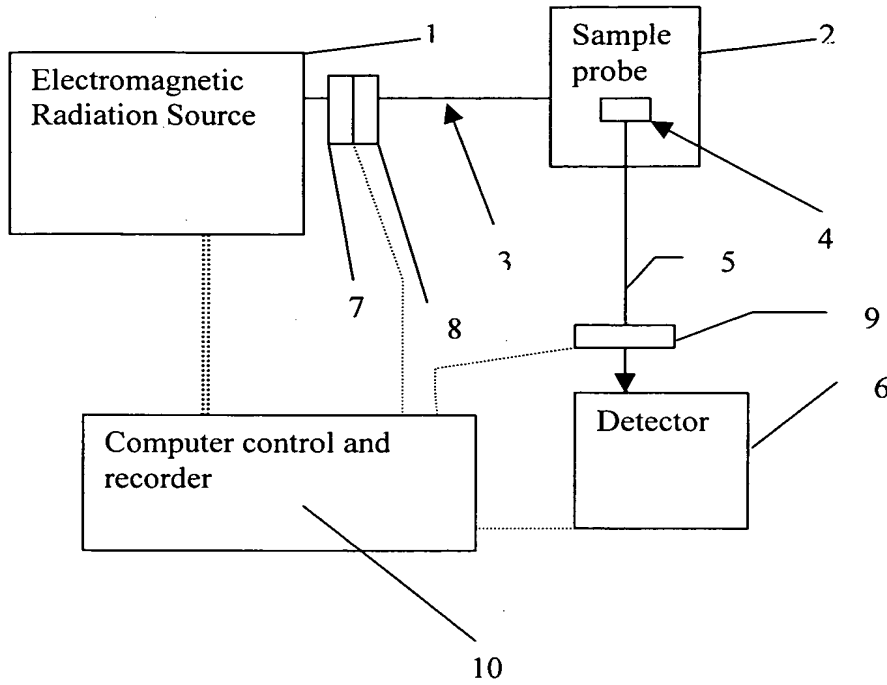 1
Electromagnetic
Radiation Source
Sample
probe
2
3
4
5
7
8
9
6
Computer control and
recorder
Detector
10